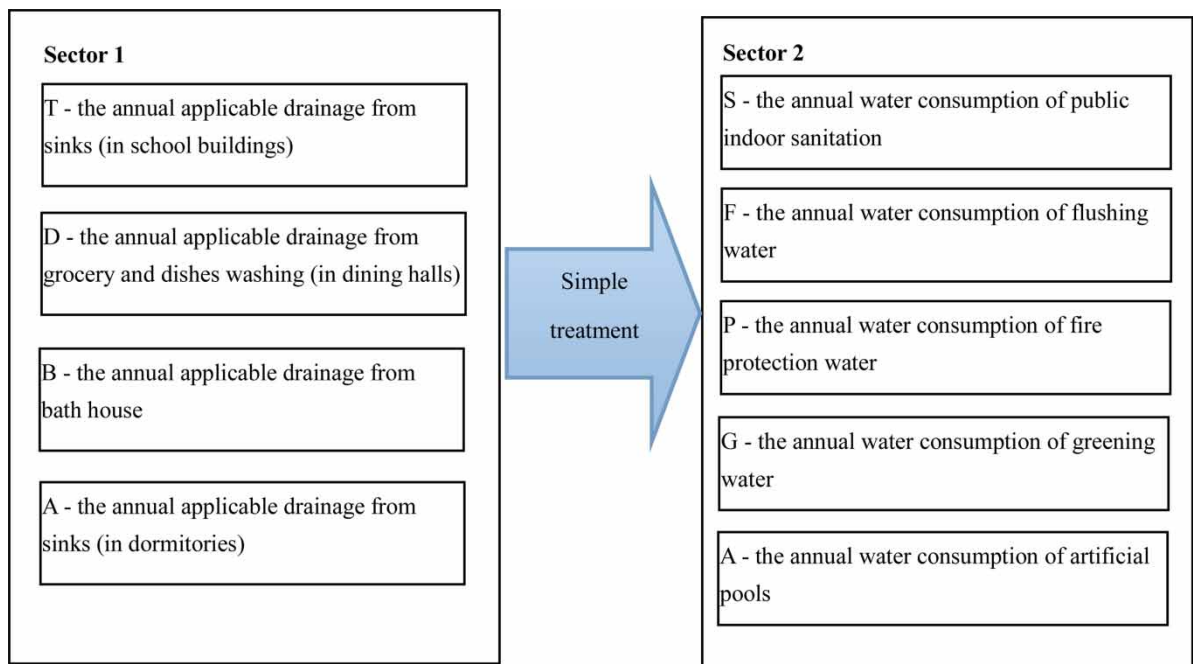 Sector 1
T - the annual applicable drainage from
sinks (in school buildings)
D - the annual applicable drainage from
grocery and dishes washing (in dining halls)
B - the annual applicable drainage from
bath house
A - the annual applicable drainage from
sinks (in dormitories)
Simple
treatment
Sector 2
S - the annual water consumption of public
indoor sanitation
F - the annual water consumption of flushing
water
P - the annual water consumption of fire
protection water
G - the annual water consumption of greening
water
A - the annual water consumption of artificial
pools